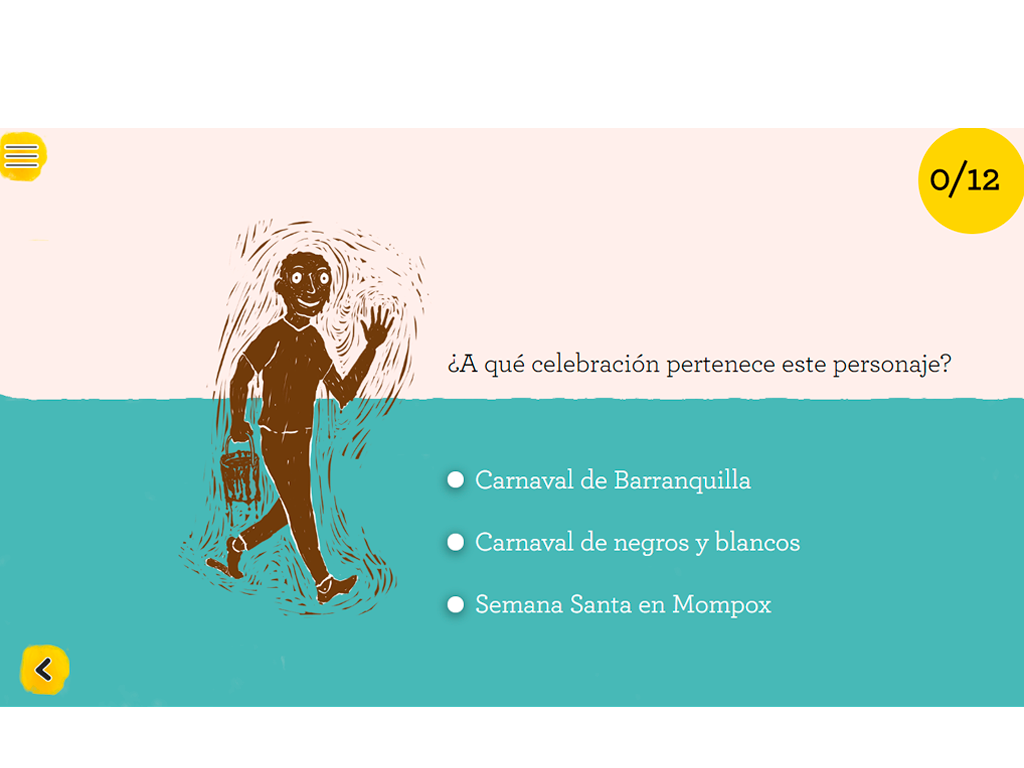 0/12
¿A qué celebración pertenece este personaje?
Carnaval de Barranquilla
Carnaval de negros y blancos
Semana Santa en Mompox